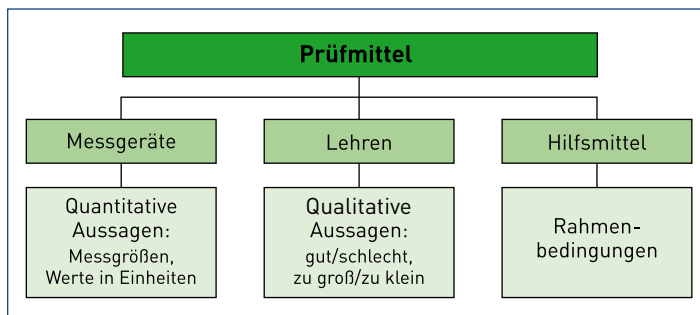 Prüfmittel
Messgeräte
Lehren
Hilfsmittel
Quantitative
Aussagen:
Messgrößen,
Werte in Einheiten
Qualitative
Aussagen:
gut/schlecht,
zu groß/zu klein
Rahmen-
bedingungen